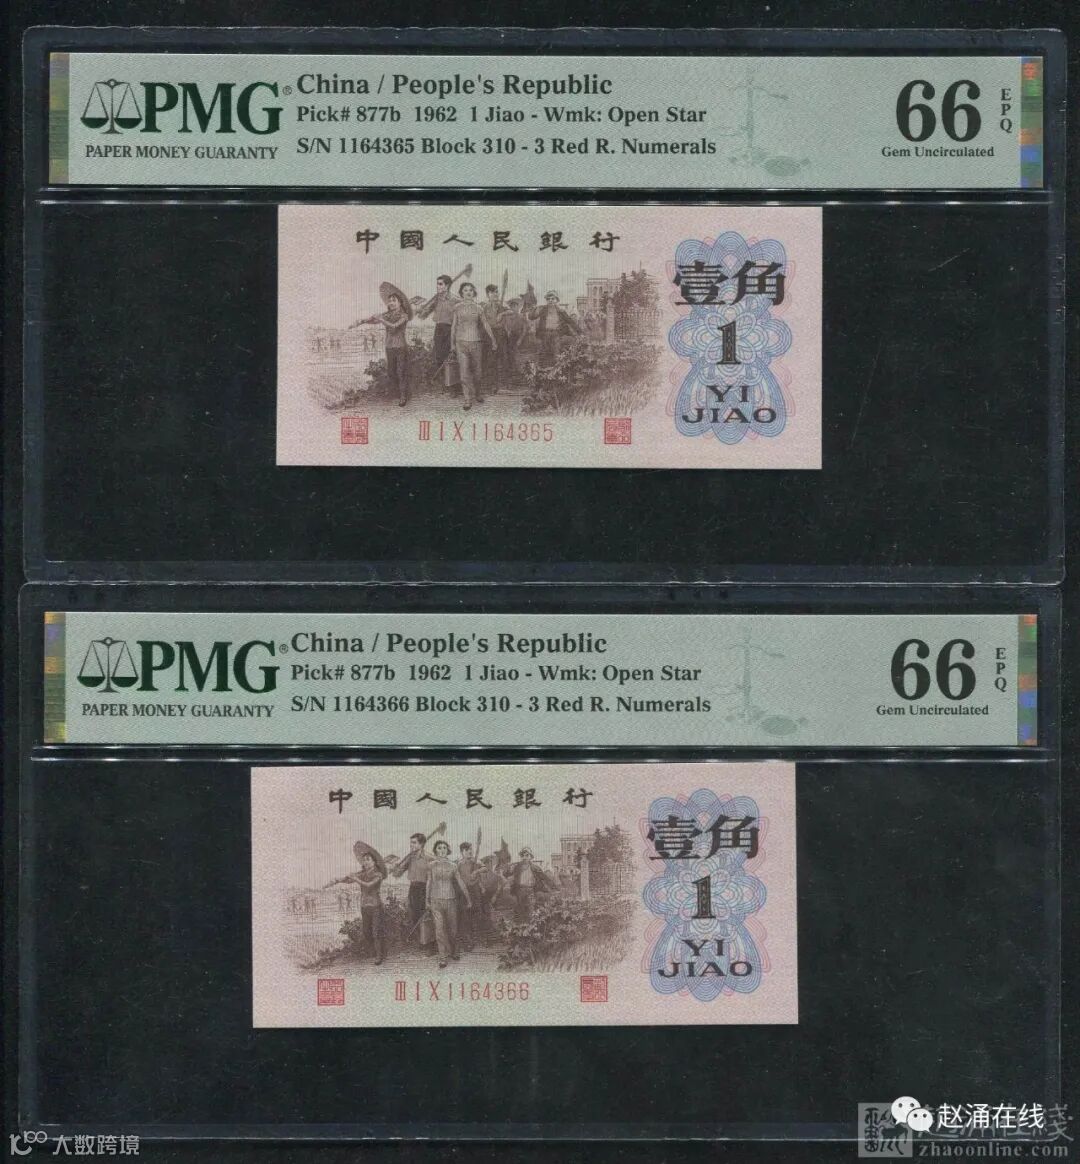 PMG®
PAPER MONEY GUARANTY
China / People's Republic
Pick# 877b 1962 1 Jiao - Wmk: Open Star
S/N 1164365 Block 310 - 3 Red R. Numerals
66
EPQ
Gem Uncirculated
中國人民銀行
壹角
1
YI
JIAO
III I X 1164365
PMG®
PAPER MONEY GUARANTY
China / People's Republic
Pick# 877b 1962 1 Jiao - Wmk: Open Star
S/N 1164366 Block 310 - 3 Red R. Numerals
66
EPQ
Gem Uncirculated
中國人民銀行
壹角
1
YI
JIAO
III I X 1164366
赵涌在线
zhaoonline.com
大数跨境